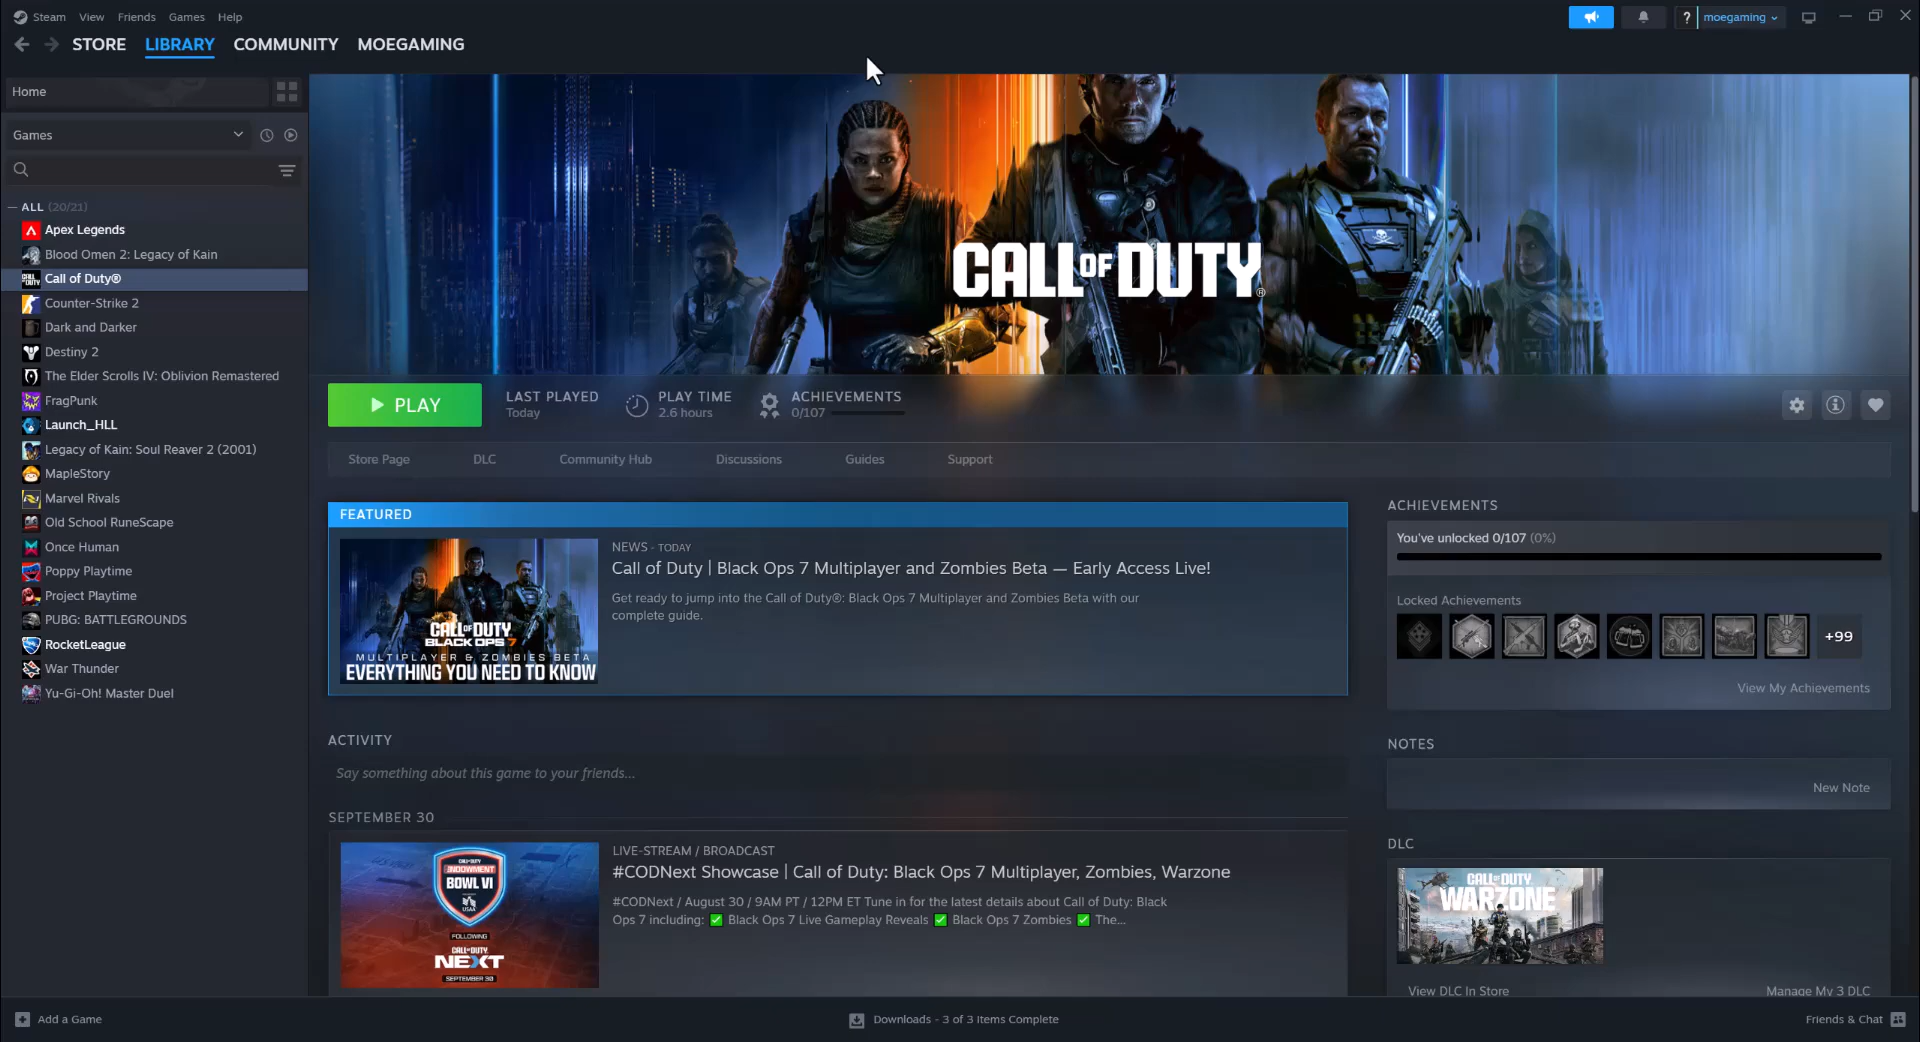 Steam View Friends Games Help
? moegaming
STORE LIBRARY COMMUNITY MOEGAMING
Home
Games
ALL (20/21)
Apex Legends
Blood Omen 2: Legacy of Kain
Call of Duty®
Counter-Strike 2
Dark and Darker
Destiny 2
The Elder Scrolls IV: Oblivion Remastered
FragPunk
Launch_HLL
Legacy of Kain: Soul Reaver 2 (2001)
MapleStory
Marvel Rivals
Old School RuneScape
Once Human
Poppy Playtime
Project Playtime
PUBG: BATTLEGROUNDS
RocketLeague
War Thunder
Yu-Gi-Oh! Master Duel
Add a Game
CALL OF DUTY®
PLAY
LAST PLAYED
Today
PLAY TIME
2.6 hours
ACHIEVEMENTS
0/107
Store Page DLC Community Hub Discussions Guides Support
FEATURED
CALL OF DUTY
BLACK OPS 7
MULTIPLAYER & ZOMBIES BETA
EVERYTHING YOU NEED TO KNOW
NEWS - TODAY
Call of Duty | Black Ops 7 Multiplayer and Zombies Beta — Early Access Live!
Get ready to jump into the Call of Duty®: Black Ops 7 Multiplayer and Zombies Beta with our
complete guide.
ACTIVITY
Say something about this game to your friends...
SEPTEMBER 30
CALL OF DUTY
ENDOWMENT
BOWL VI
USAA
FOLLOWING
CALL OF DUTY
NEXT
SEPTEMBER 30
LIVE-STREAM / BROADCAST
#CODNext Showcase | Call of Duty: Black Ops 7 Multiplayer, Zombies, Warzone
#CODNext / August 30 / 9AM PT / 12PM ET Tune in for the latest details about Call of Duty: Black
Ops 7 including: ✅ Black Ops 7 Live Gameplay Reveals ✅ Black Ops 7 Zombies ✅ The...
ACHIEVEMENTS
You've unlocked 0/107 (0%)
Locked Achievements
+99
View My Achievements
NOTES
New Note
DLC
CALL OF DUTY
WARZONE
View DLC In Store
Manage My 3 DLC
Downloads - 3 of 3 Items Complete
Friends & Chat